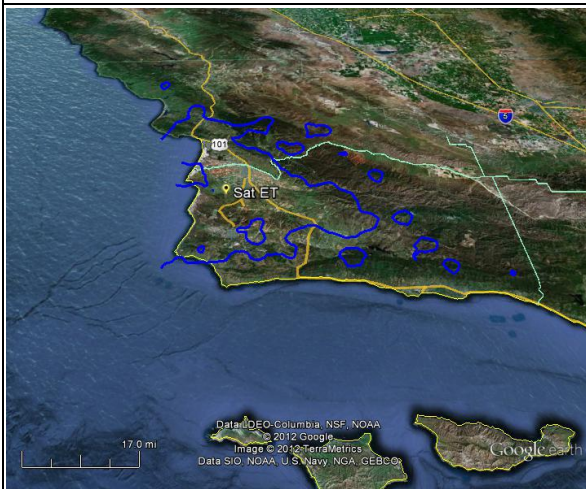 5
101
Sat ET
Data LDEO-Columbia, NSF, NOAA
© 2012 Google
Image © 2012 TerraMetrics
Data SIO, NOAA, U.S. Navy, NGA, GEBCO
17.0 mi
Google earth